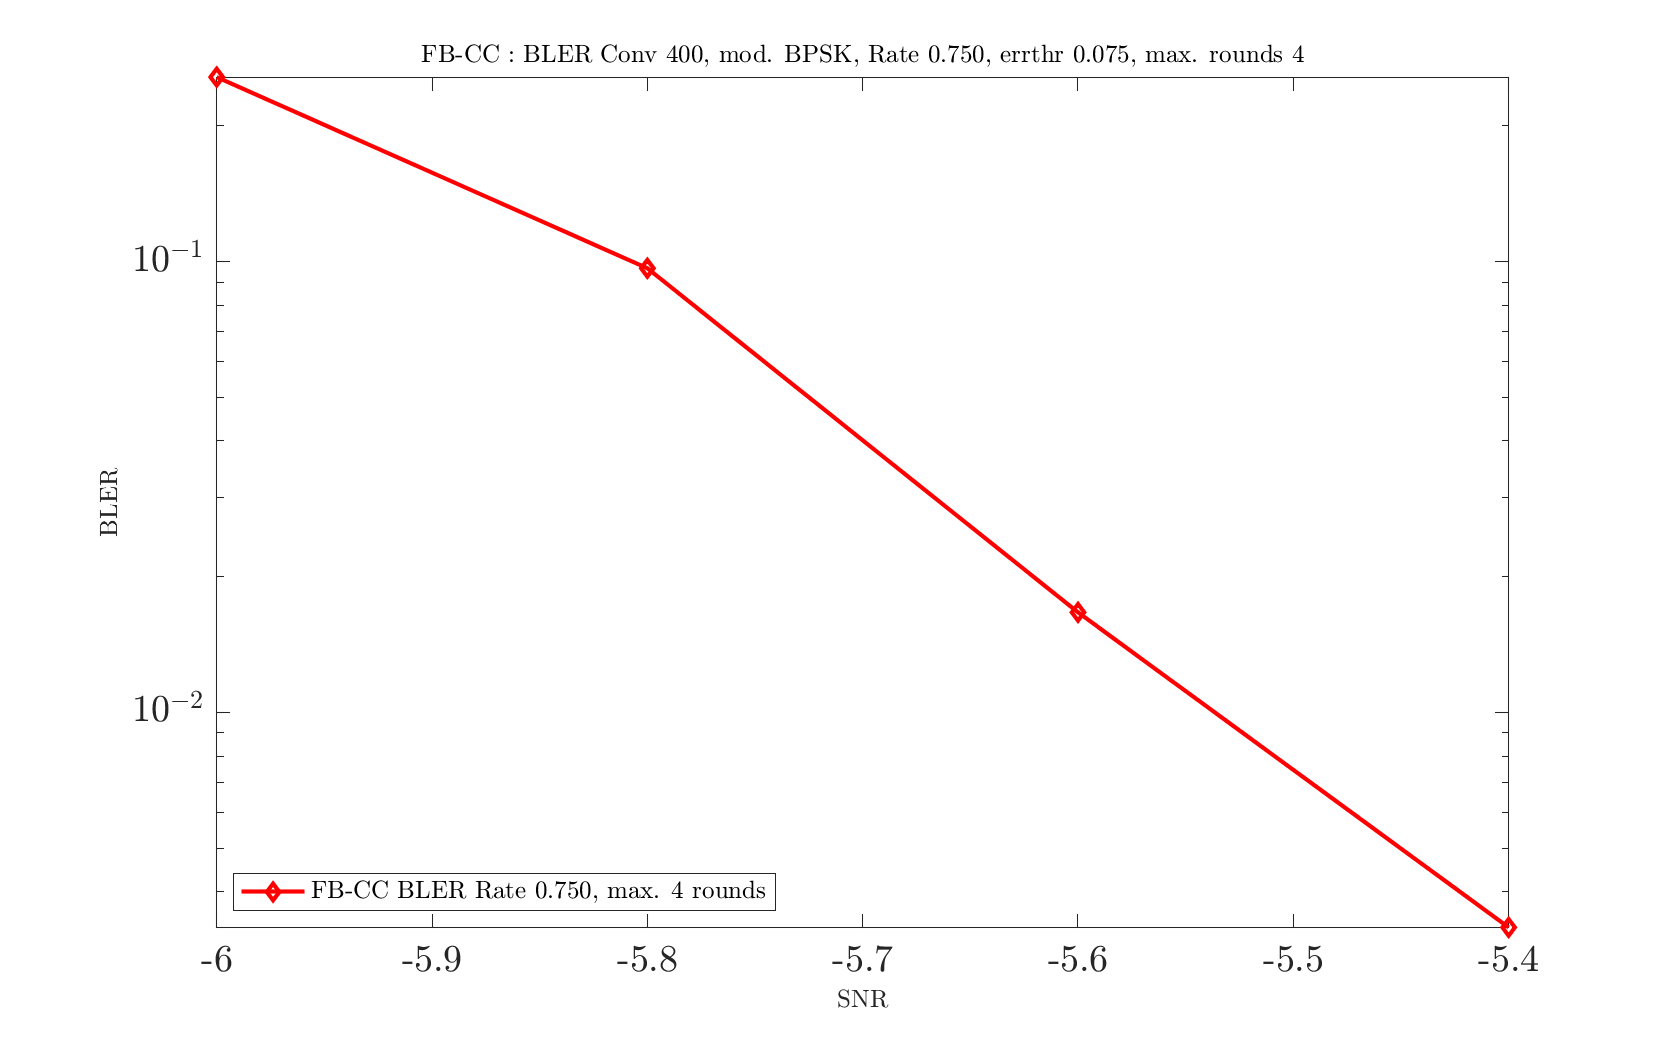 FB-CC : BLER Conv 400, mod. BPSK, Rate 0.750, errthr 0.075, max. rounds 4
10⁻¹
BLER
10⁻²
FB-CC BLER Rate 0.750, max. 4 rounds
-6 -5.9 -5.8 -5.7 -5.6 -5.5 -5.4
SNR